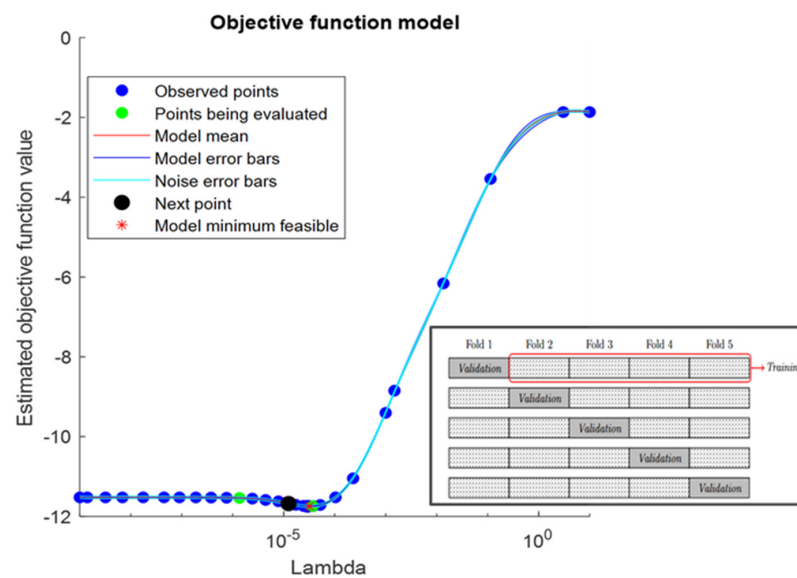 Objective function model
0
-2
-4
-6
-8
-10
-12
Estimated objective function value
Observed points
Points being evaluated
Model mean
Model error bars
Noise error bars
Next point
Model minimum feasible
Fold 1 Fold 2 Fold 3 Fold 4 Fold 5
Validation Trainin
Validation
Validation
Validation
Validation
10^-5 10^0
Lambda